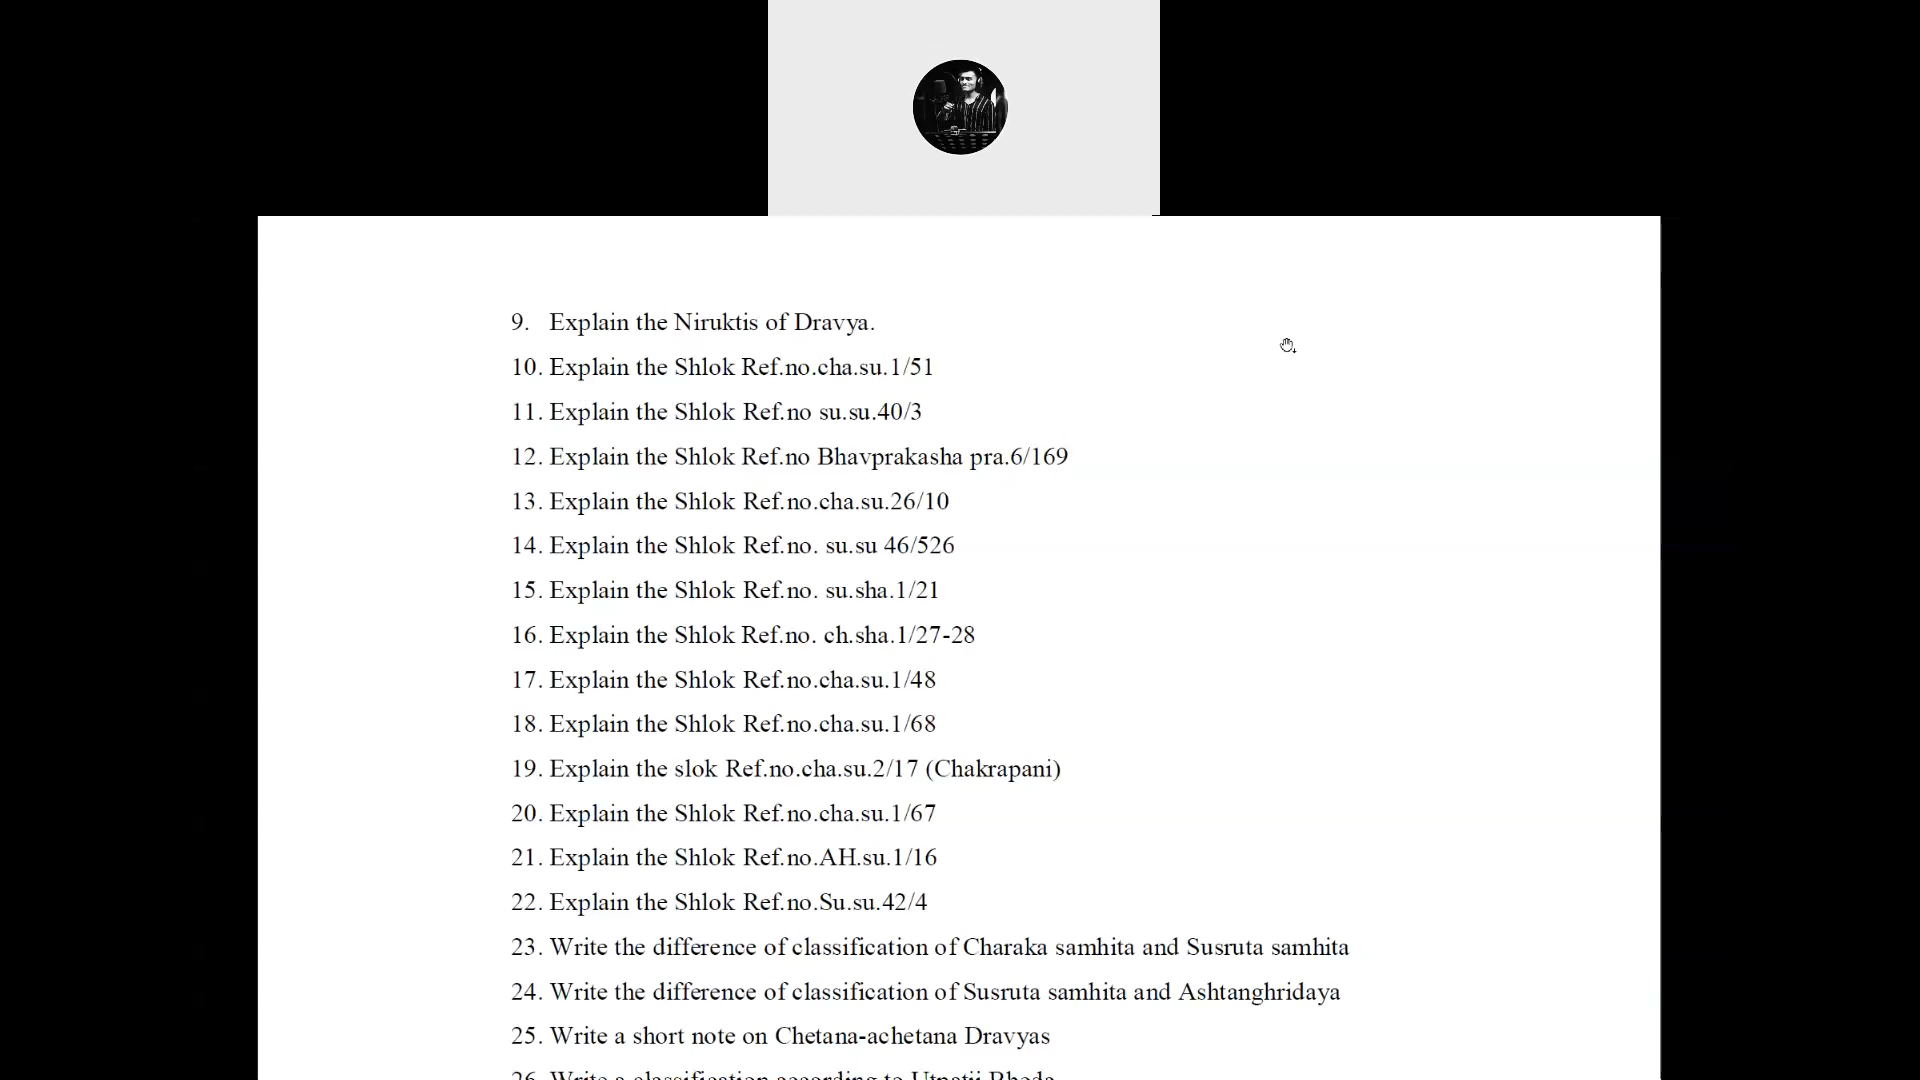 9. Explain the Niruktis of Dravya.
10. Explain the Shlok Ref.no.cha.su.1/51
11. Explain the Shlok Ref.no su.su.40/3
12. Explain the Shlok Ref.no Bhavprakasha pra.6/169
13. Explain the Shlok Ref.no.cha.su.26/10
14. Explain the Shlok Ref.no. su.su 46/526
15. Explain the Shlok Ref.no. su.sha.1/21
16. Explain the Shlok Ref.no. ch.sha.1/27-28
17. Explain the Shlok Ref.no.cha.su.1/48
18. Explain the Shlok Ref.no.cha.su.1/68
19. Explain the slok Ref.no.cha.su.2/17 (Chakrapani)
20. Explain the Shlok Ref.no.cha.su.1/67
21. Explain the Shlok Ref.no.AH.su.1/16
22. Explain the Shlok Ref.no.Su.su.42/4
23. Write the difference of classification of Charaka samhita and Susruta samhita
24. Write the difference of classification of Susruta samhita and Ashtanghridaya
25. Write a short note on Chetana-achetana Dravyas
26. Write a classification according to